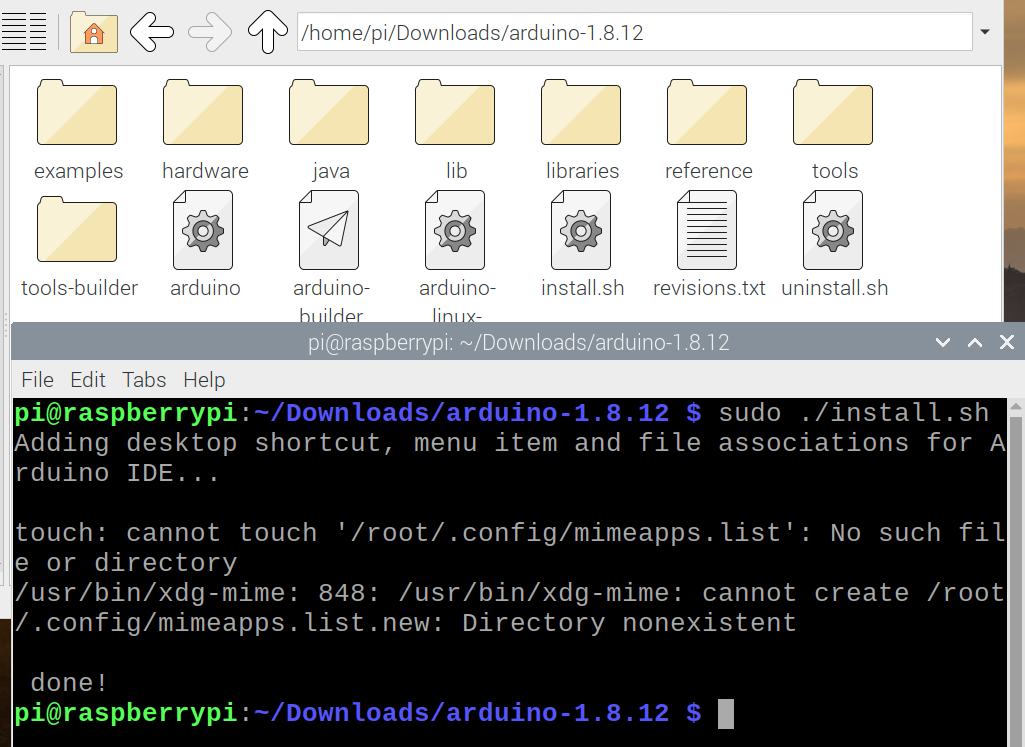 /home/pi/Downloads/arduino-1.8.12
examples hardware java lib libraries reference tools
tools-builder arduino arduino- arduino- install.sh revisions.txt uninstall.sh
builder linux-
pi@raspberrypi: ~/Downloads/arduino-1.8.12
File Edit Tabs Help
pi@raspberrypi:~/Downloads/arduino-1.8.12 $ sudo ./install.sh
Adding desktop shortcut, menu item and file associations for A
rduino IDE...
touch: cannot touch '/root/.config/mimeapps.list': No such fil
e or directory
/usr/bin/xdg-mime: 848: /usr/bin/xdg-mime: cannot create /root
/.config/mimeapps.list.new: Directory nonexistent
done!
pi@raspberrypi:~/Downloads/arduino-1.8.12 $